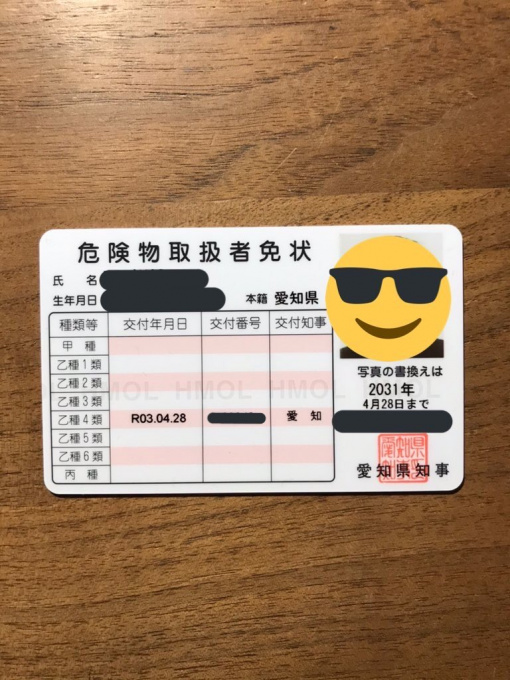 危険物取扱者免状
氏 名
生年月日
本籍 愛知県
種類等 交付年月日 交付番号 交付知事
甲 種
乙種1類
乙種2類
乙種3類
HMOL HMOL HMOL
乙種4類 R03.04.28 愛 知
乙種5類
乙種6類
丙 種
写真の書換えは
2031年
4月28日まで
愛知県知事